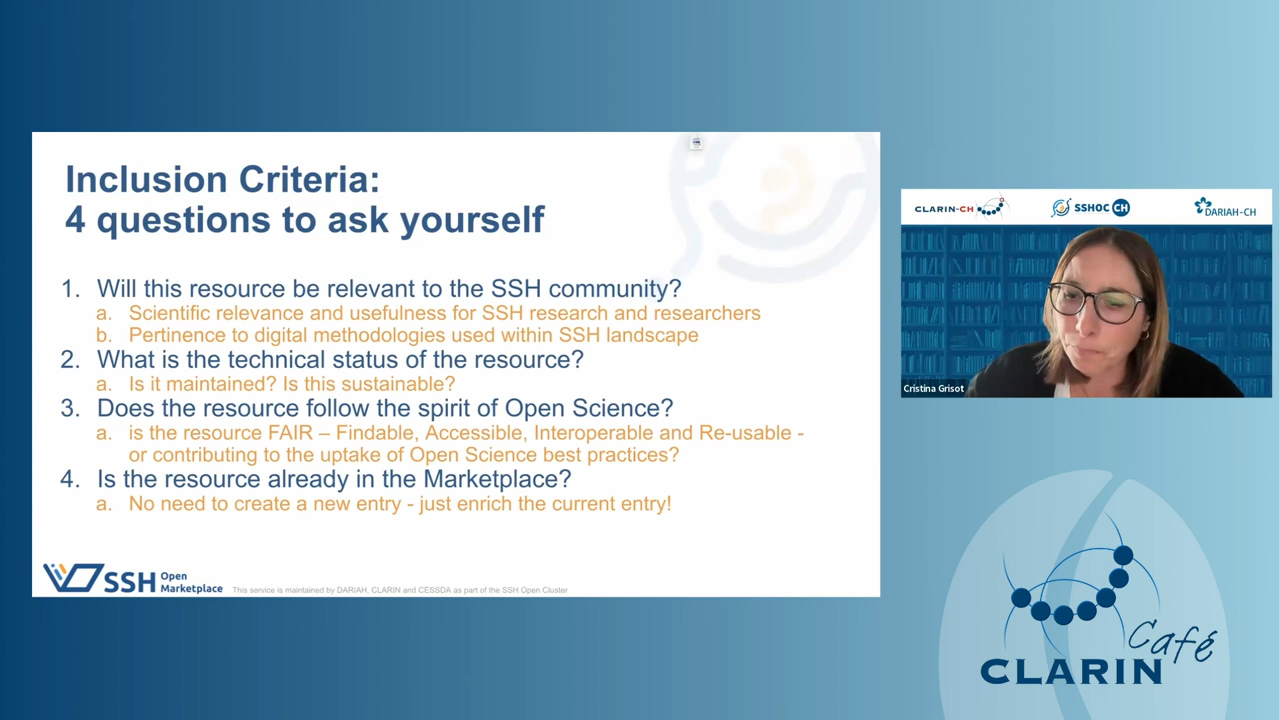 Inclusion Criteria:
4 questions to ask yourself
1. Will this resource be relevant to the SSH community?
a. Scientific relevance and usefulness for SSH research and researchers
b. Pertinence to digital methodologies used within SSH landscape
2. What is the technical status of the resource?
a. Is it maintained? Is this sustainable?
3. Does the resource follow the spirit of Open Science?
a. is the resource FAIR – Findable, Accessible, Interoperable and Re-usable -
or contributing to the uptake of Open Science best practices?
4. Is the resource already in the Marketplace?
a. No need to create a new entry - just enrich the current entry!
SSH Open
Marketplace
This service is maintained by DARIAH, CLARIN and CESSDA as part of the SSH Open Cluster
CLARIN-CH
SSHOC CH
DARIAH-CH
Cristina Grisot
Café
CLARIN